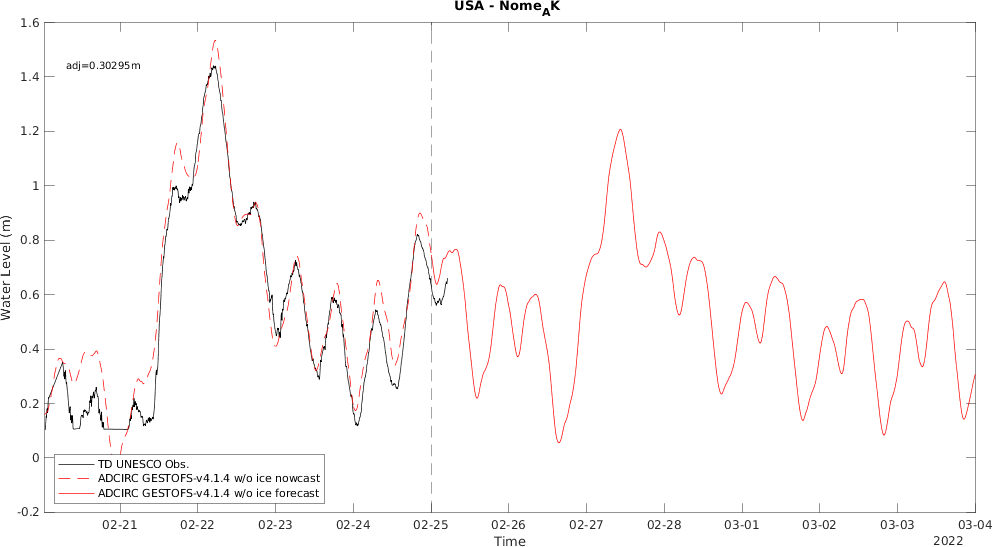 USA - Nome_AK
adj=0.30295m
1.6
1.4
1.2
1
0.8
0.6
0.4
0.2
0
-0.2
Water Level (m)
TD UNESCO Obs.
ADCIRC GESTOFS-v4.1.4 w/o ice nowcast
ADCIRC GESTOFS-v4.1.4 w/o ice forecast
02-21 02-22 02-23 02-24 02-25 02-26 02-27 02-28 03-01 03-02 03-03 03-04
Time
2022